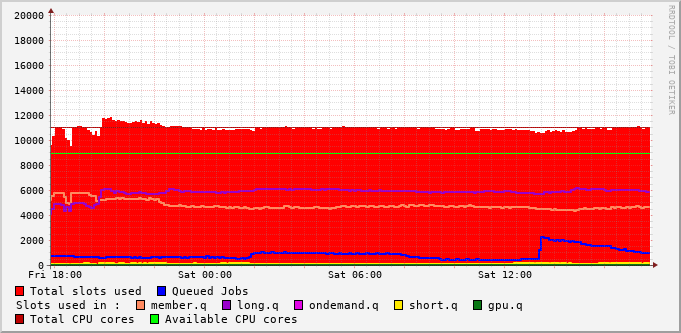 20000
18000
16000
14000
12000
10000
8000
6000
4000
2000
0
Fri 18:00 Sat 00:00 Sat 06:00 Sat 12:00
Total slots used Queued Jobs
Slots used in : member.q long.q ondemand.q short.q gpu.q
Total CPU cores Available CPU cores
RRDTOOL / TOBI OETIKER